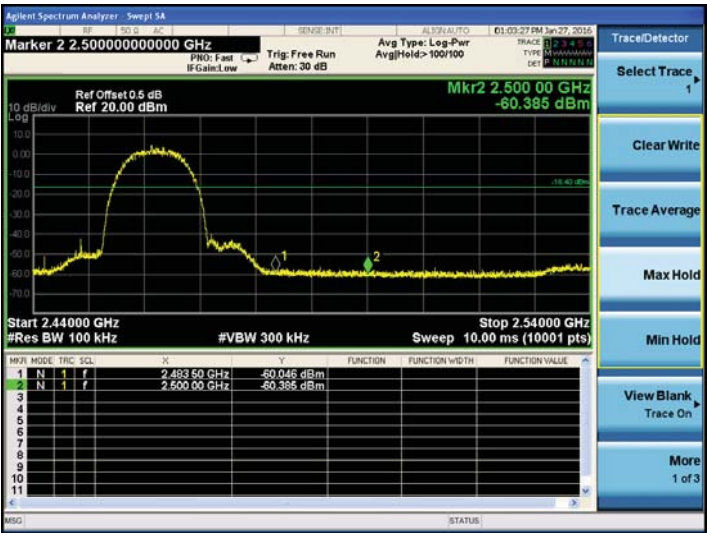 Agilent Spectrum Analyzer - Swept SA
RF 50 Ω AC SENSE:INT ALIGNAUTO 01:03:27 PM Jan 27, 2016
Marker 2 2.500000000000 GHz
PNO: Fast
IFGain:Low
Trig: Free Run
Atten: 30 dB
Avg Type: Log-Pwr
Avg|Hold:>100/100
TRACE 1 2 3 4 5 6
TYPE
DET P N N N N N
Trace/Detector
Select Trace
1
Clear Write
Trace Average
Max Hold
Min Hold
View Blank
Trace On
More
1 of 3
Ref Offset 0.5 dB
10 dB/div Ref 20.00 dBm
Log
Mkr2 2.500 00 GHz
-60.385 dBm
10.0
0.00
-10.0
-20.0
-30.0
-40.0
-50.0
-60.0
-70.0
-16.40 dBm
1
2
Start 2.44000 GHz Stop 2.54000 GHz
#Res BW 100 kHz #VBW 300 kHz Sweep 10.00 ms (10001 pts)
MKR MODE TRC SCL X Y FUNCTION FUNCTION WIDTH FUNCTION VALUE
1 N 1 f 2.483 50 GHz -60.046 dBm
2 N 1 f 2.500 00 GHz -60.385 dBm
3
4
5
6
7
8
9
10
11
MSG STATUS